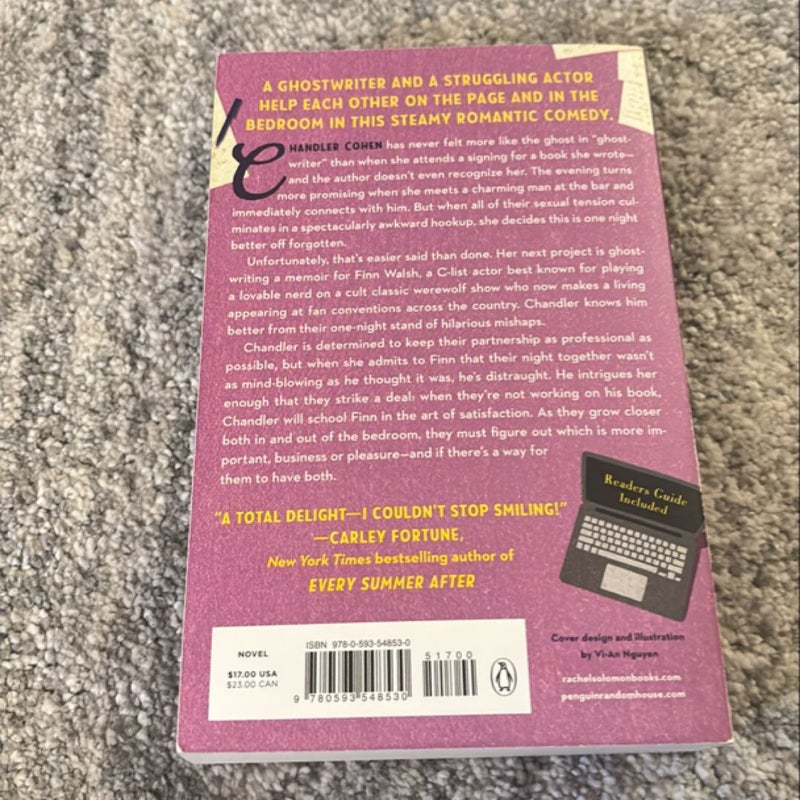 A GHOSTWRITER AND A STRUGGLING ACTOR
HELP EACH OTHER ON THE PAGE AND IN THE
BEDROOM IN THIS STEAMY ROMANTIC COMEDY.
CHANDLER COHEN has never felt more like the ghost in "ghost-
writer" than when she attends a signing for a book she wrote—
and the author doesn't even recognize her. The evening turns
more promising when she meets a charming man at the bar and
immediately connects with him. But when all of their sexual tension cul-
minates in a spectacularly awkward hookup, she decides this is one night
better off forgotten.
Unfortunately, that's easier said than done. Her next project is ghost-
writing a memoir for Finn Walsh, a C-list actor best known for playing
a lovable nerd on a cult classic werewolf show who now makes a living
appearing at fan conventions across the country. Chandler knows him
better from their one-night stand of hilarious mishaps.
Chandler is determined to keep their partnership as professional as
possible, but when she admits to Finn that their night together wasn't
as mind-blowing as he thought it was, he's distraught. He intrigues her
enough that they strike a deal: when they're not working on his book,
Chandler will school Finn in the art of satisfaction. As they grow closer
both in and out of the bedroom, they must figure out which is more im-
portant, business or pleasure—and if there's a way for
them to have both.
Readers Guide
Included
"A TOTAL DELIGHT—I COULDN'T STOP SMILING!"
—CARLEY FORTUNE,
New York Times bestselling author of
EVERY SUMMER AFTER
NOVEL
$17.00 USA
$23.00 CAN
ISBN 978-0-593-54853-0
51700
9 780593 548530
Cover design and illustration
by Vi-An Nguyen
rachelsolomonbooks.com
penguinrandomhouse.com